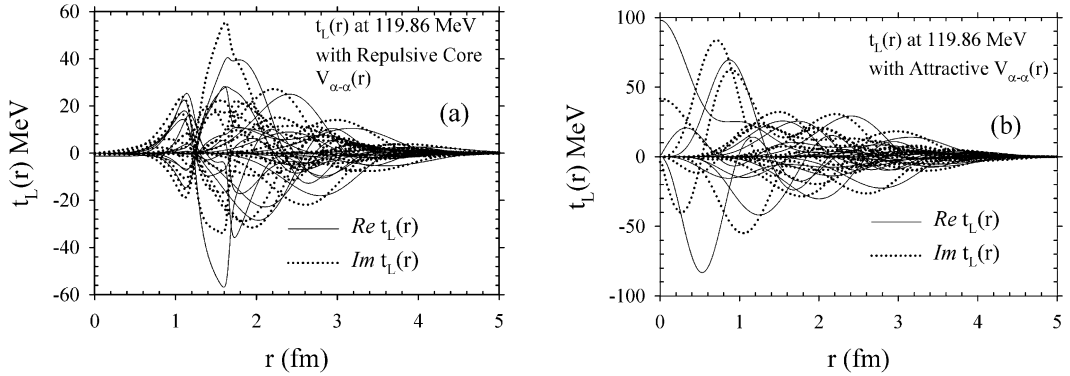 60
40
20
0
-20
-40
-60
t_L(r) MeV
t_L(r) at 119.86 MeV
with Repulsive Core
V_α-α(r)
(a)
Re t_L(r)
Im t_L(r)
0 1 2 3 4 5
r (fm)
100
50
0
-50
-100
t_L(r) MeV
t_L(r) at 119.86 MeV
with Attractive V_α-α(r)
(b)
Re t_L(r)
Im t_L(r)
0 1 2 3 4 5
r (fm)